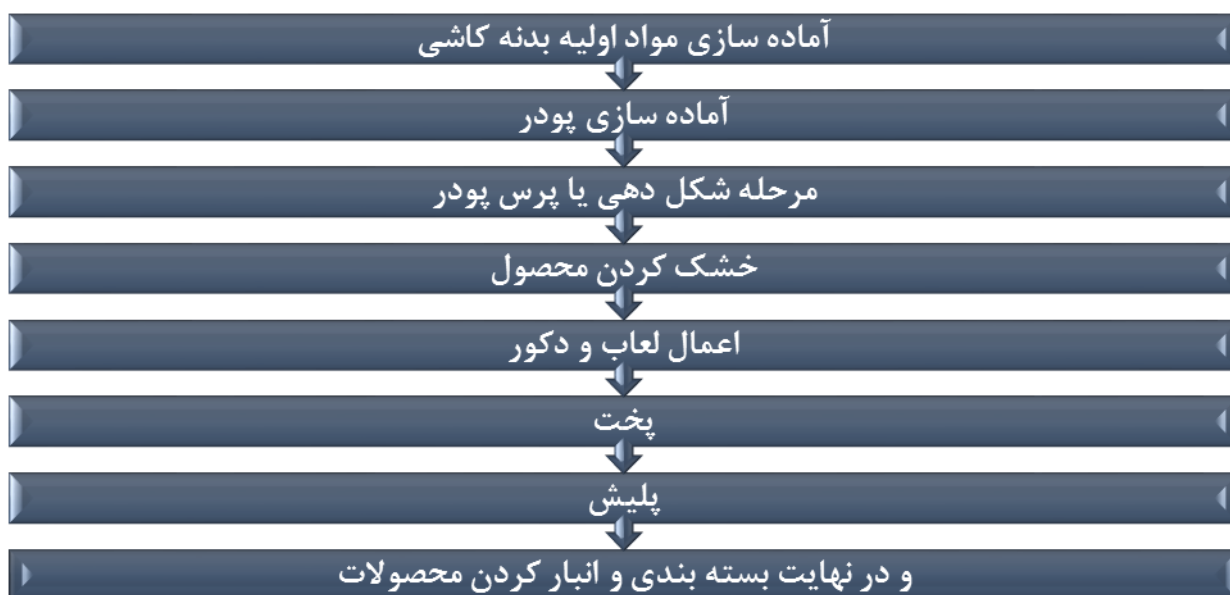 آماده سازی مواد اولیه بدنه کاشی
آماده سازی پودر
مرحله شکل دهی یا پرس پودر
خشک کردن محصول
اعمال لعاب و دکور
پخت
پلیش
و در نهایت بسته بندی و انبار کردن محصولات